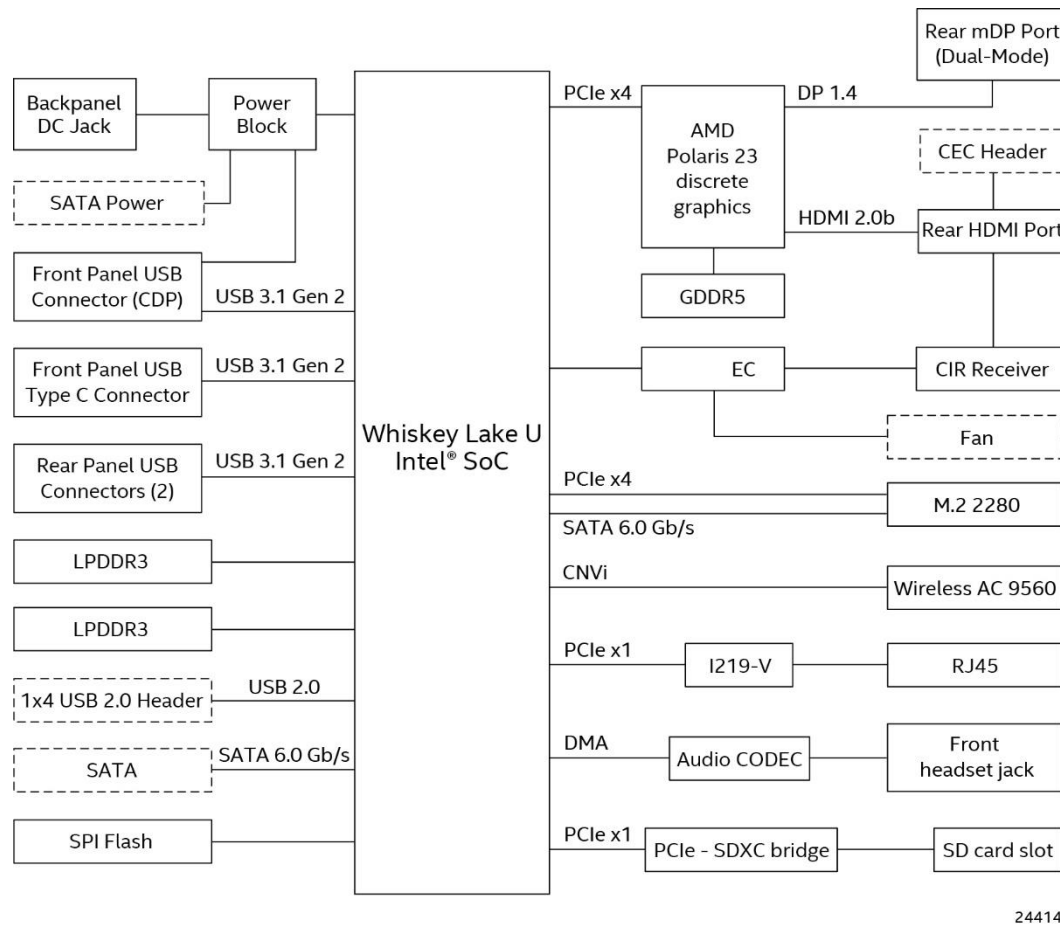 Rear mDP Port
(Dual-Mode)
Backpanel
DC Jack
Power
Block
PCIe x4
DP 1.4
AMD
Polaris 23
discrete
graphics
CEC Header
SATA Power
HDMI 2.0b
Rear HDMI Port
Front Panel USB
Connector (CDP)
USB 3.1 Gen 2
GDDR5
Front Panel USB
Type C Connector
USB 3.1 Gen 2
EC
CIR Receiver
Whiskey Lake U
Intel® SoC
Fan
Rear Panel USB
Connectors (2)
USB 3.1 Gen 2
PCIe x4
M.2 2280
SATA 6.0 Gb/s
LPDDR3
CNVi
Wireless AC 9560
LPDDR3
PCIe x1
I219-V
RJ45
1x4 USB 2.0 Header
USB 2.0
DMA
Audio CODEC
Front
headset jack
SATA
SATA 6.0 Gb/s
SPI Flash
PCIe x1
PCIe - SDXC bridge
SD card slot
24414